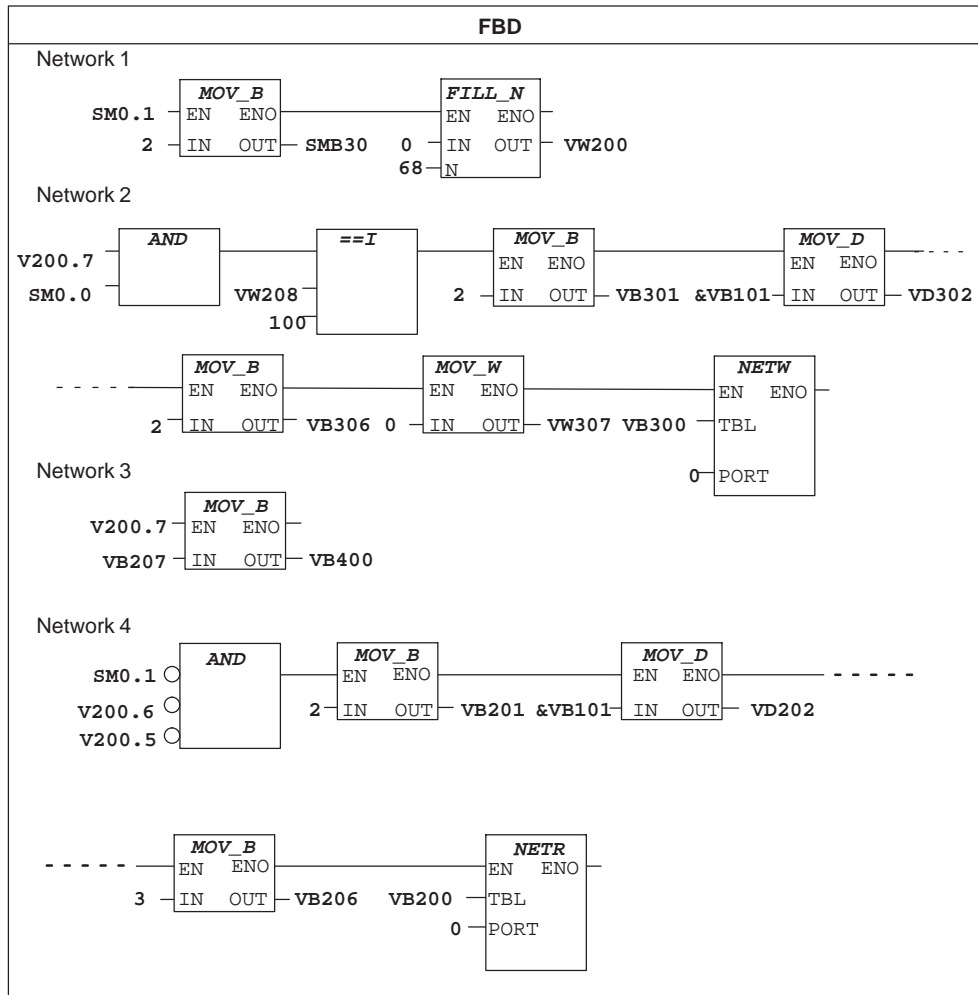 FBD
Network 1
MOV_B FILL_N
SM0.1 EN ENO EN ENO
2 IN OUT SMB30 0 IN OUT VW200
68 N
Network 2
AND ==I MOV_B MOV_D
V200.7 EN ENO EN ENO
SM0.0 VW208 2 IN OUT VB301 &VB101 IN OUT VD302
100
MOV_B MOV_W NETW
EN ENO EN ENO EN ENO
2 IN OUT VB306 0 IN OUT VW307 VB300 TBL
0 PORT
Network 3
MOV_B
V200.7 EN ENO
VB207 IN OUT VB400
Network 4
AND MOV_B MOV_D
SM0.1 EN ENO EN ENO
V200.6 2 IN OUT VB201 &VB101 IN OUT VD202
V200.5
MOV_B NETR
EN ENO EN ENO
3 IN OUT VB206 VB200 TBL
0 PORT